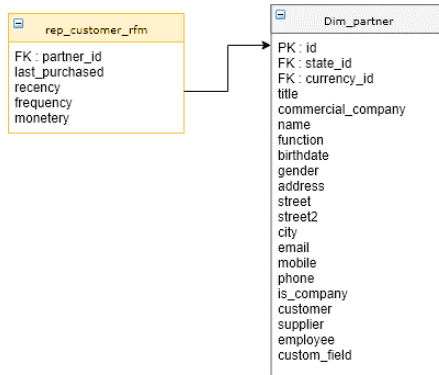 rep_customer_rfm
FK : partner_id
last_purchased
recency
frequency
monetery
Dim_partner
PK : id
FK : state_id
FK : currency_id
title
commercial_company
name
function
birthdate
gender
address
street
street2
city
email
mobile
phone
is_company
customer
supplier
employee
custom_field